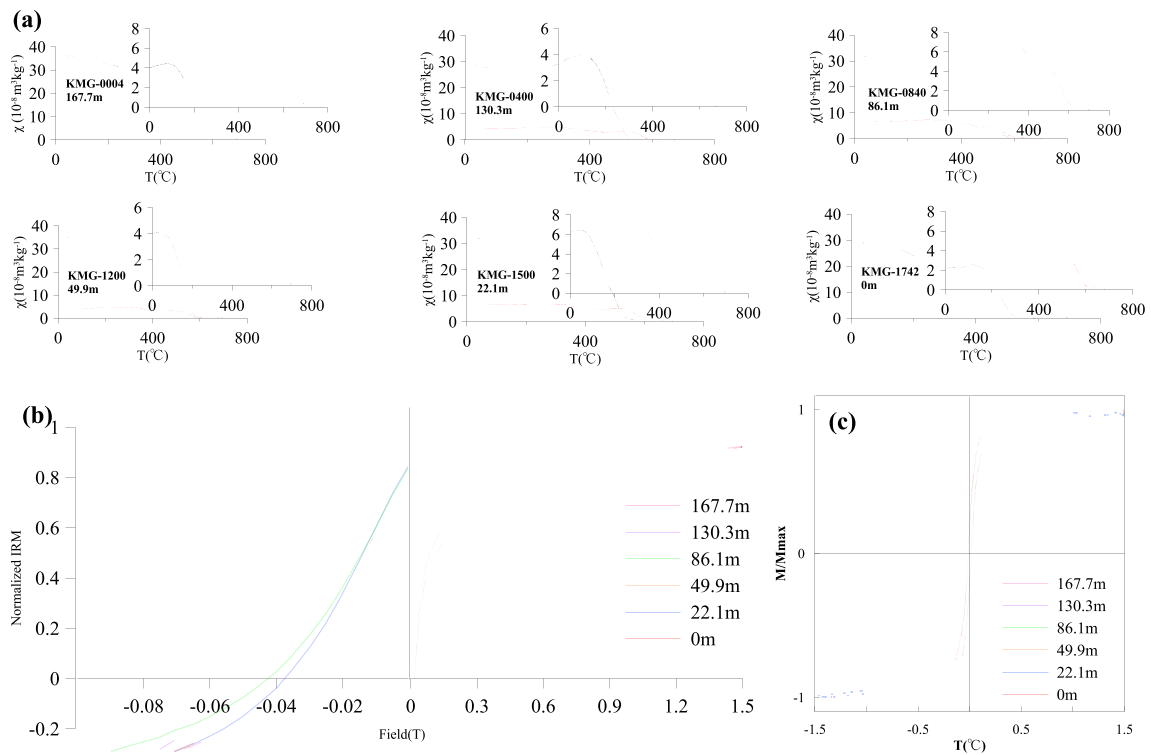 (a)
40
30
20
10
0
0
400
800
T(℃)
χ (10⁻⁸ m³kg⁻¹)
KMG-0004
167.7m
8
6
4
2
0
0
400
800
40
30
20
10
0
0
400
800
T(℃)
χ(10⁻⁸m³kg⁻¹)
KMG-0400
130.3m
6
4
2
0
0
400
800
40
30
20
10
0
0
400
800
T(℃)
χ(10⁻⁸m³kg⁻¹)
KMG-0840
86.1m
8
6
4
2
0
0
400
800
40
30
20
10
0
0
400
800
T(℃)
χ(10⁻⁸m³kg⁻¹)
KMG-1200
49.9m
6
4
2
0
0
400
800
40
30
20
10
0
0
400
800
T(℃)
χ(10⁻⁸m³kg⁻¹)
KMG-1500
22.1m
8
6
4
2
0
0
400
800
40
30
20
10
0
0
400
800
T(℃)
χ(10⁻⁸m³kg⁻¹)
KMG-1742
0m
8
6
4
2
0
0
400
800
(b)
1
0.8
0.6
0.4
0.2
0
-0.2
Normalized IRM
-0.08
-0.06
-0.04
-0.02
0
0.3
0.6
0.9
1.2
1.5
Field(T)
167.7m
130.3m
86.1m
49.9m
22.1m
0m
(c)
1
0
-1
M/Mmax
-1.5
-0.5
0.5
1.5
T(℃)
167.7m
130.3m
86.1m
49.9m
22.1m
0m